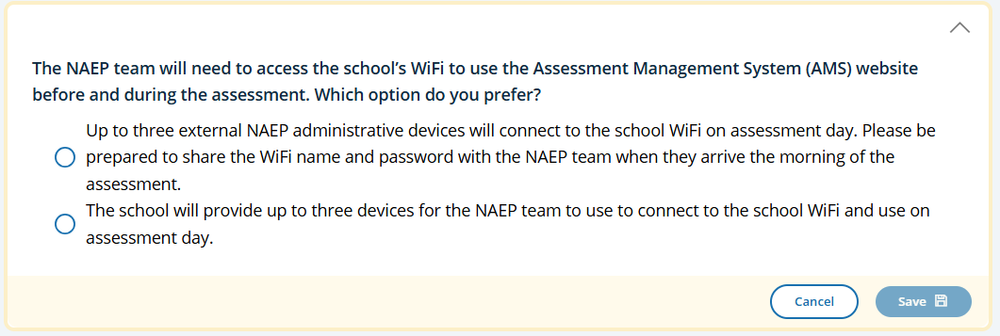 The NAEP team will need to access the school’s WiFi to use the Assessment Management System (AMS) website
before and during the assessment. Which option do you prefer?
Up to three external NAEP administrative devices will connect to the school WiFi on assessment day. Please be
prepared to share the WiFi name and password with the NAEP team when they arrive the morning of the
assessment.
The school will provide up to three devices for the NAEP team to use to connect to the school WiFi and use on
assessment day.
Cancel
Save